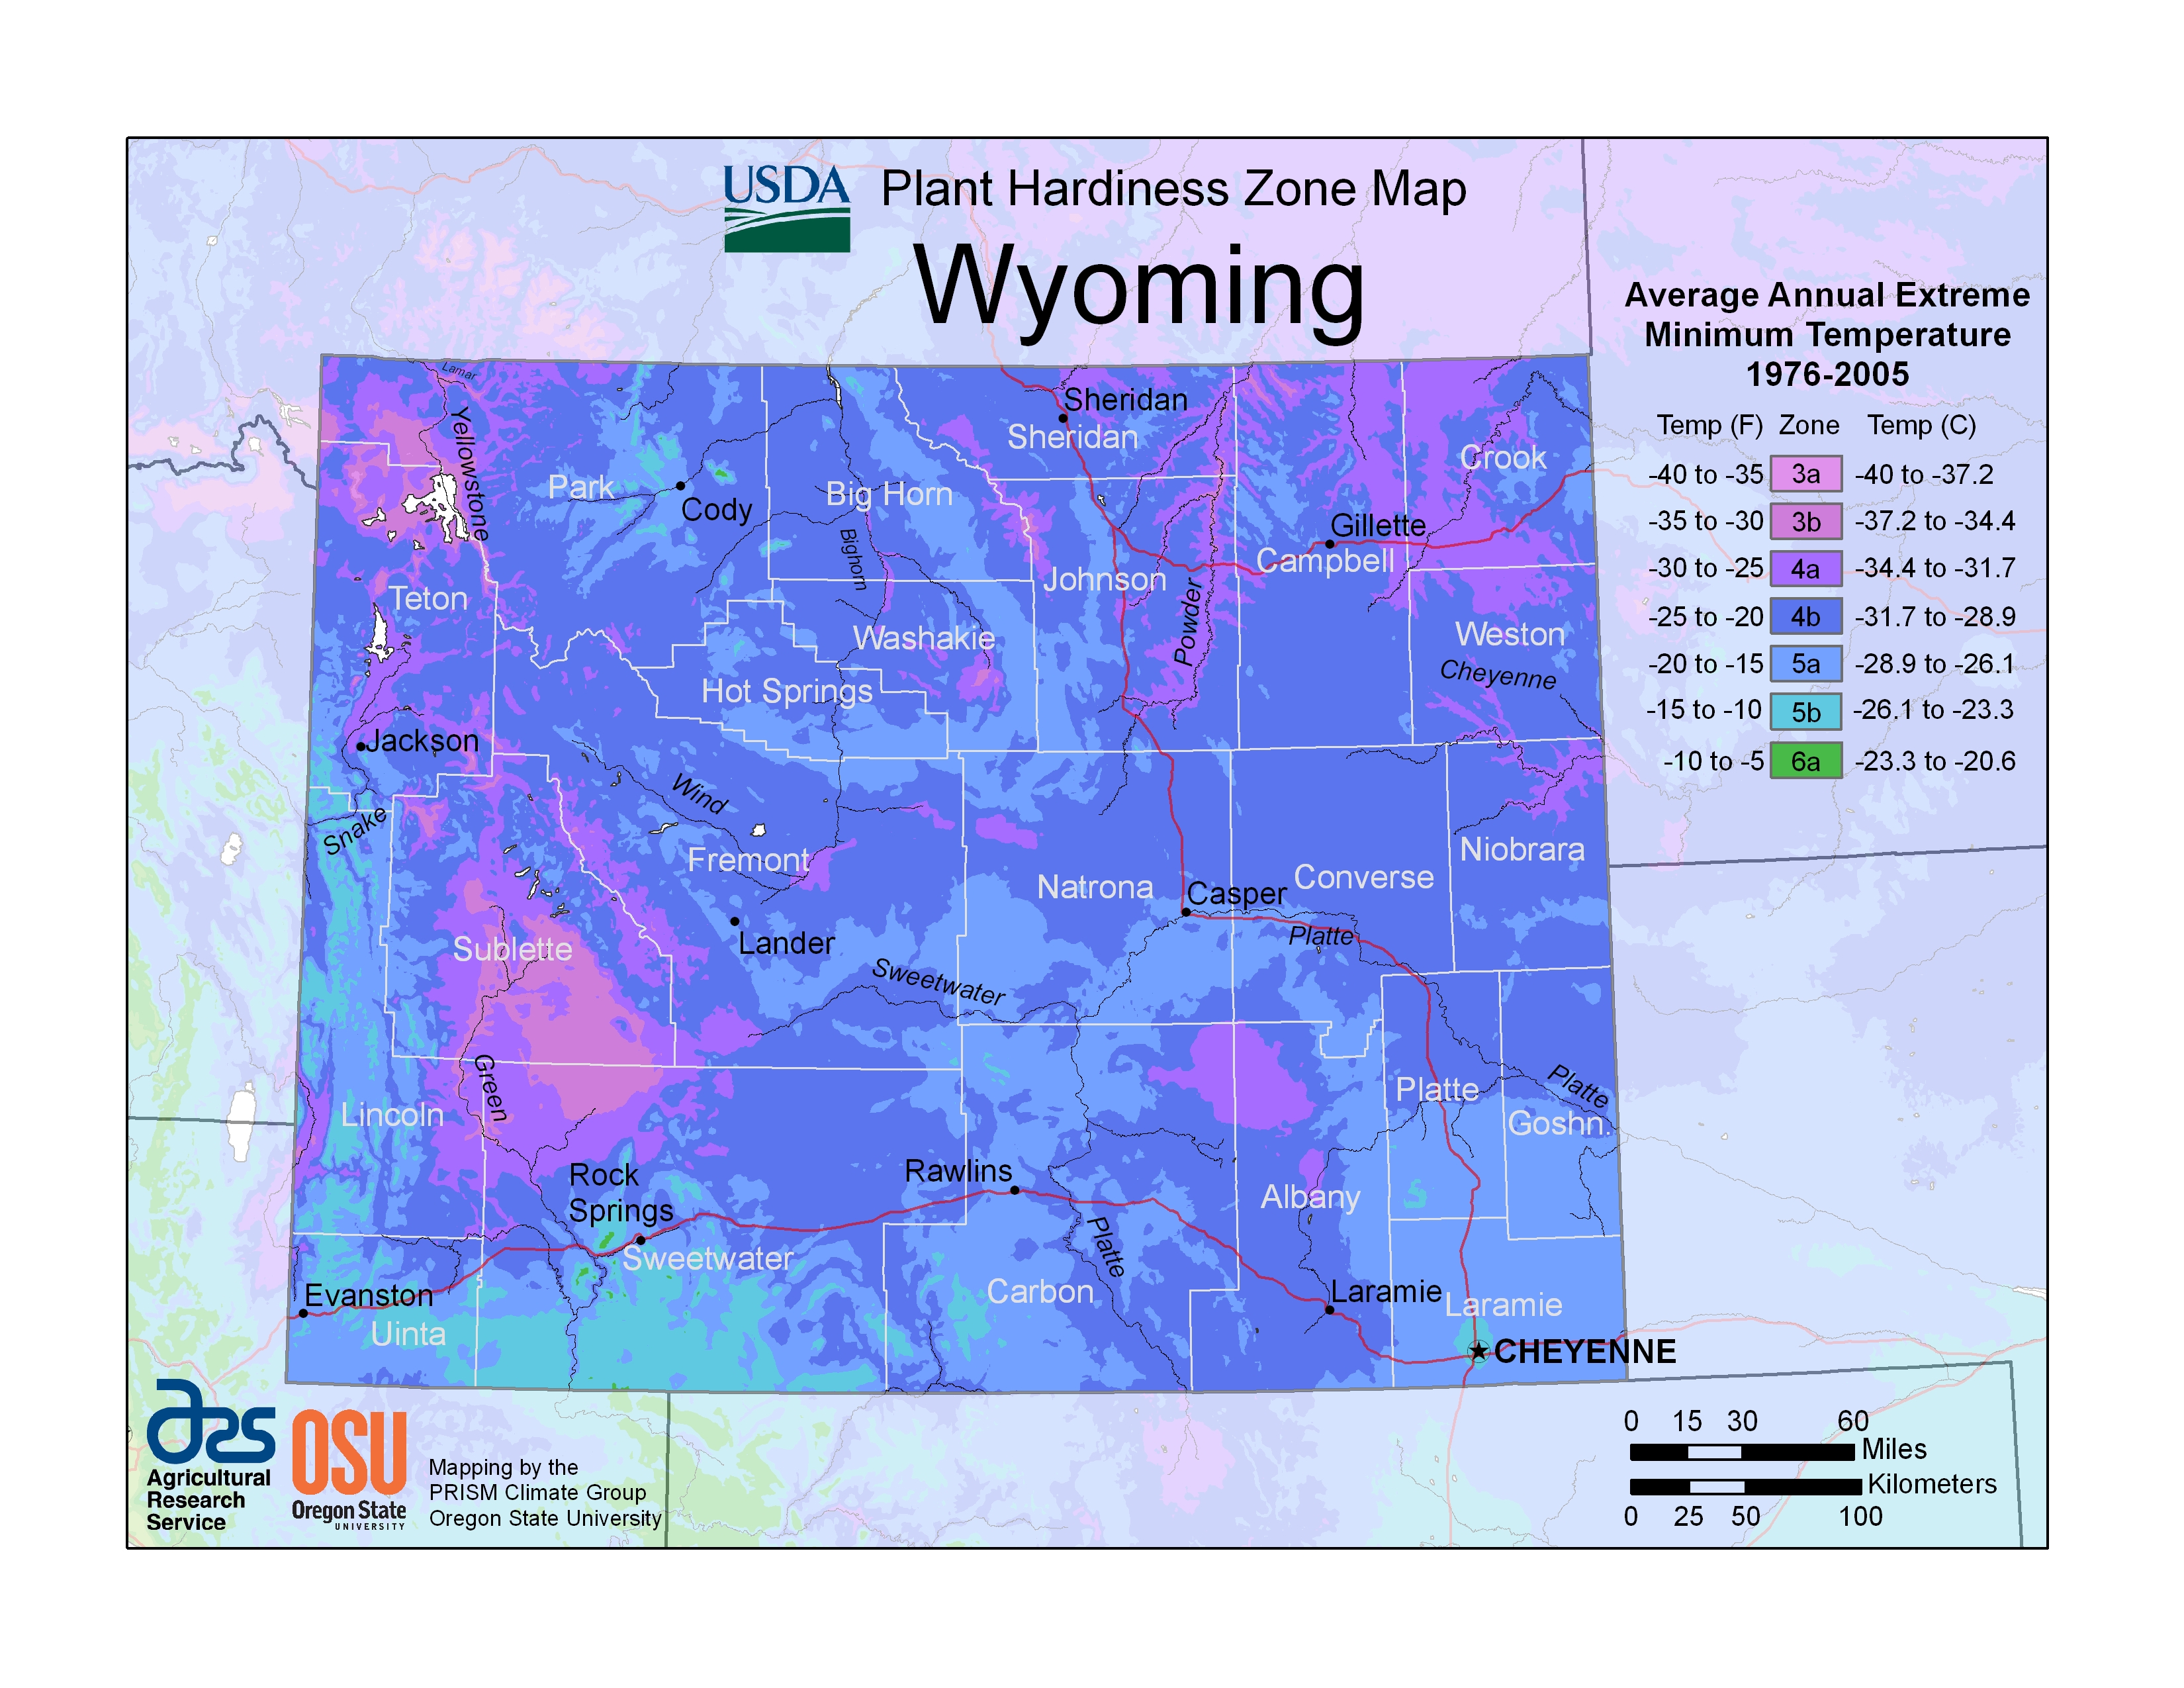 USDA
Plant Hardiness Zone Map
Wyoming
Average Annual Extreme
Minimum Temperature
1976-2005
Temp (F) Zone Temp (C)
-40 to -35 3a -40 to -37.2
-35 to -30 3b -37.2 to -34.4
-30 to -25 4a -34.4 to -31.7
-25 to -20 4b -31.7 to -28.9
-20 to -15 5a -28.9 to -26.1
-15 to -10 5b -26.1 to -23.3
-10 to -5 6a -23.3 to -20.6
Lamar
Yellowstone
Sheridan
Sheridan
Crook
Park
Cody
Big Horn
Bighorn
Gillette
Campbell
Johnson
Powder
Teton
Washakie
Weston
Cheyenne
Hot Springs
Jackson
Wind
Snake
Fremont
Natrona
Casper
Converse
Niobrara
Lander
Platte
Sublette
Sweetwater
Green
Lincoln
Platte
Platte
Goshn.
Rock
Springs
Rawlins
Albany
Platte
Sweetwater
Carbon
Evanston
Uinta
Laramie
Laramie
CHEYENNE
ars
Agricultural
Research
Service
OSU
Oregon State
UNIVERSITY
Mapping by the
PRISM Climate Group
Oregon State University
0 15 30 60
Miles
Kilometers
0 25 50 100